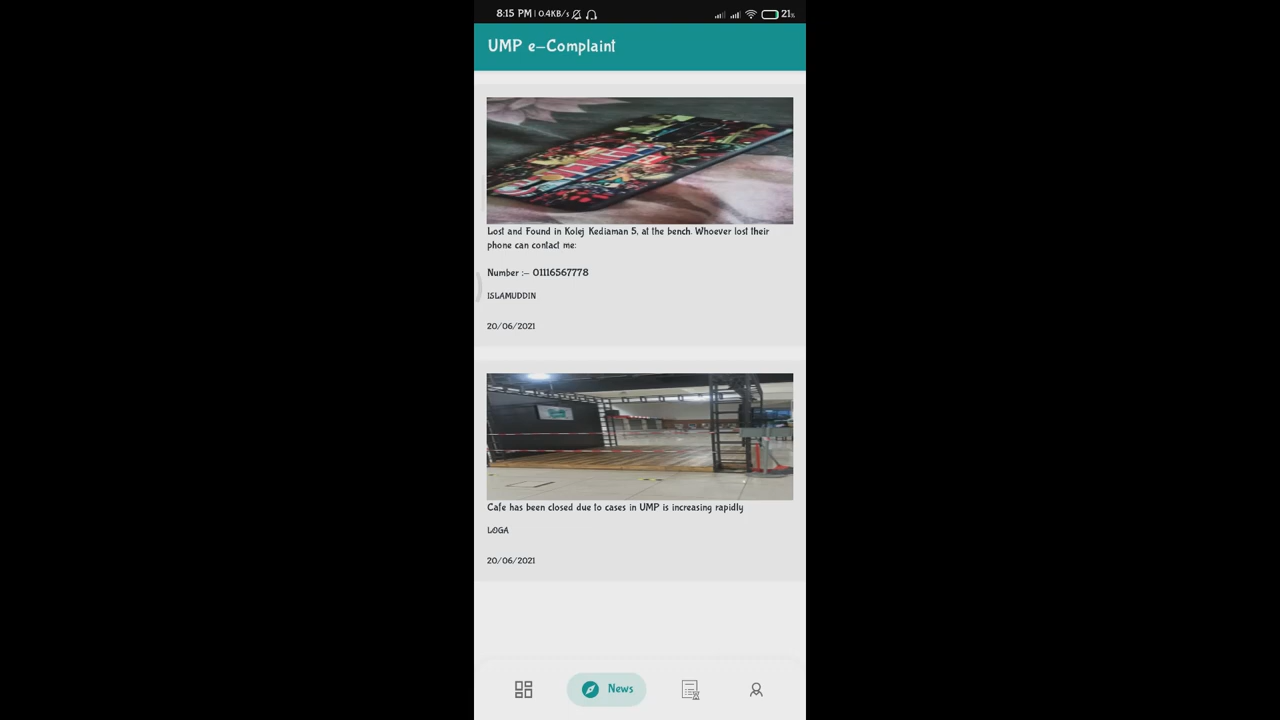 8:15 PM | 0.4KB/s
21%
UMP e-Complaint
Lost and Found in Kolej Kediaman 5, at the bench. Whoever lost their
phone can contact me:
Number :- 01116567778
ISLAMUDDIN
20/06/2021
Cafe has been closed due to cases in UMP is increasing rapidly
LOGA
20/06/2021
News